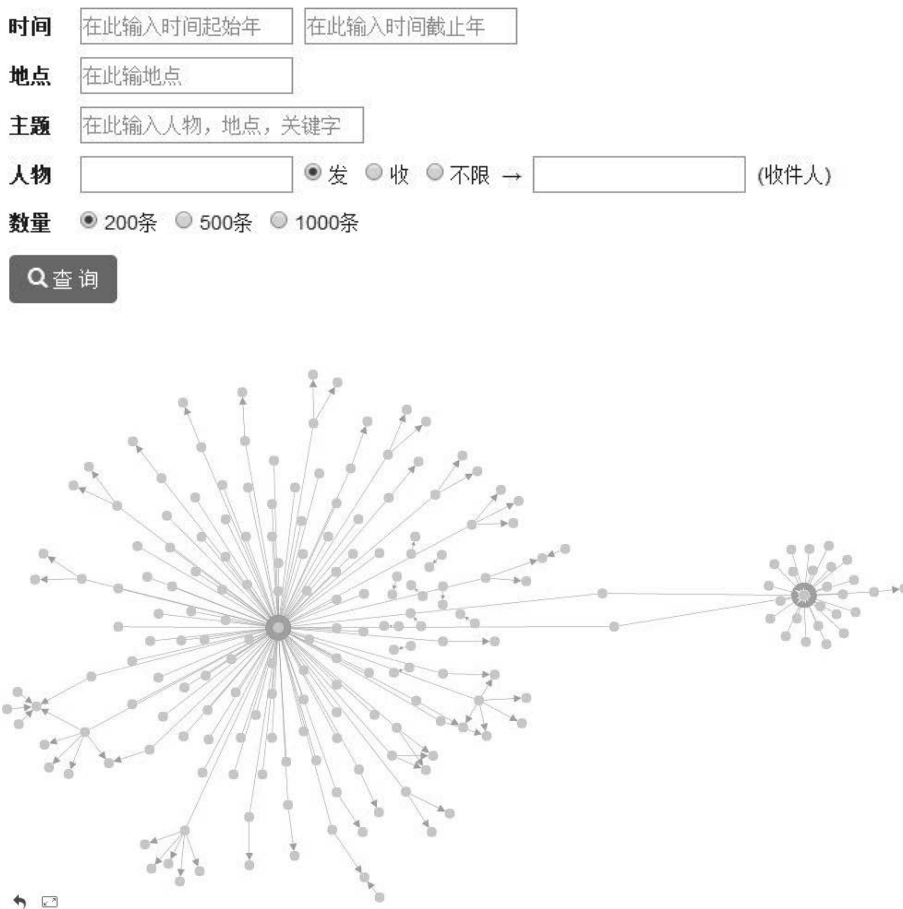 时间 在此输入时间起始年 在此输入时间截止年
地点 在此输地点
主题 在此输入人物，地点，关键字
人物 发 收 不限 → (收件人)
数量 200条 500条 1000条
查 询